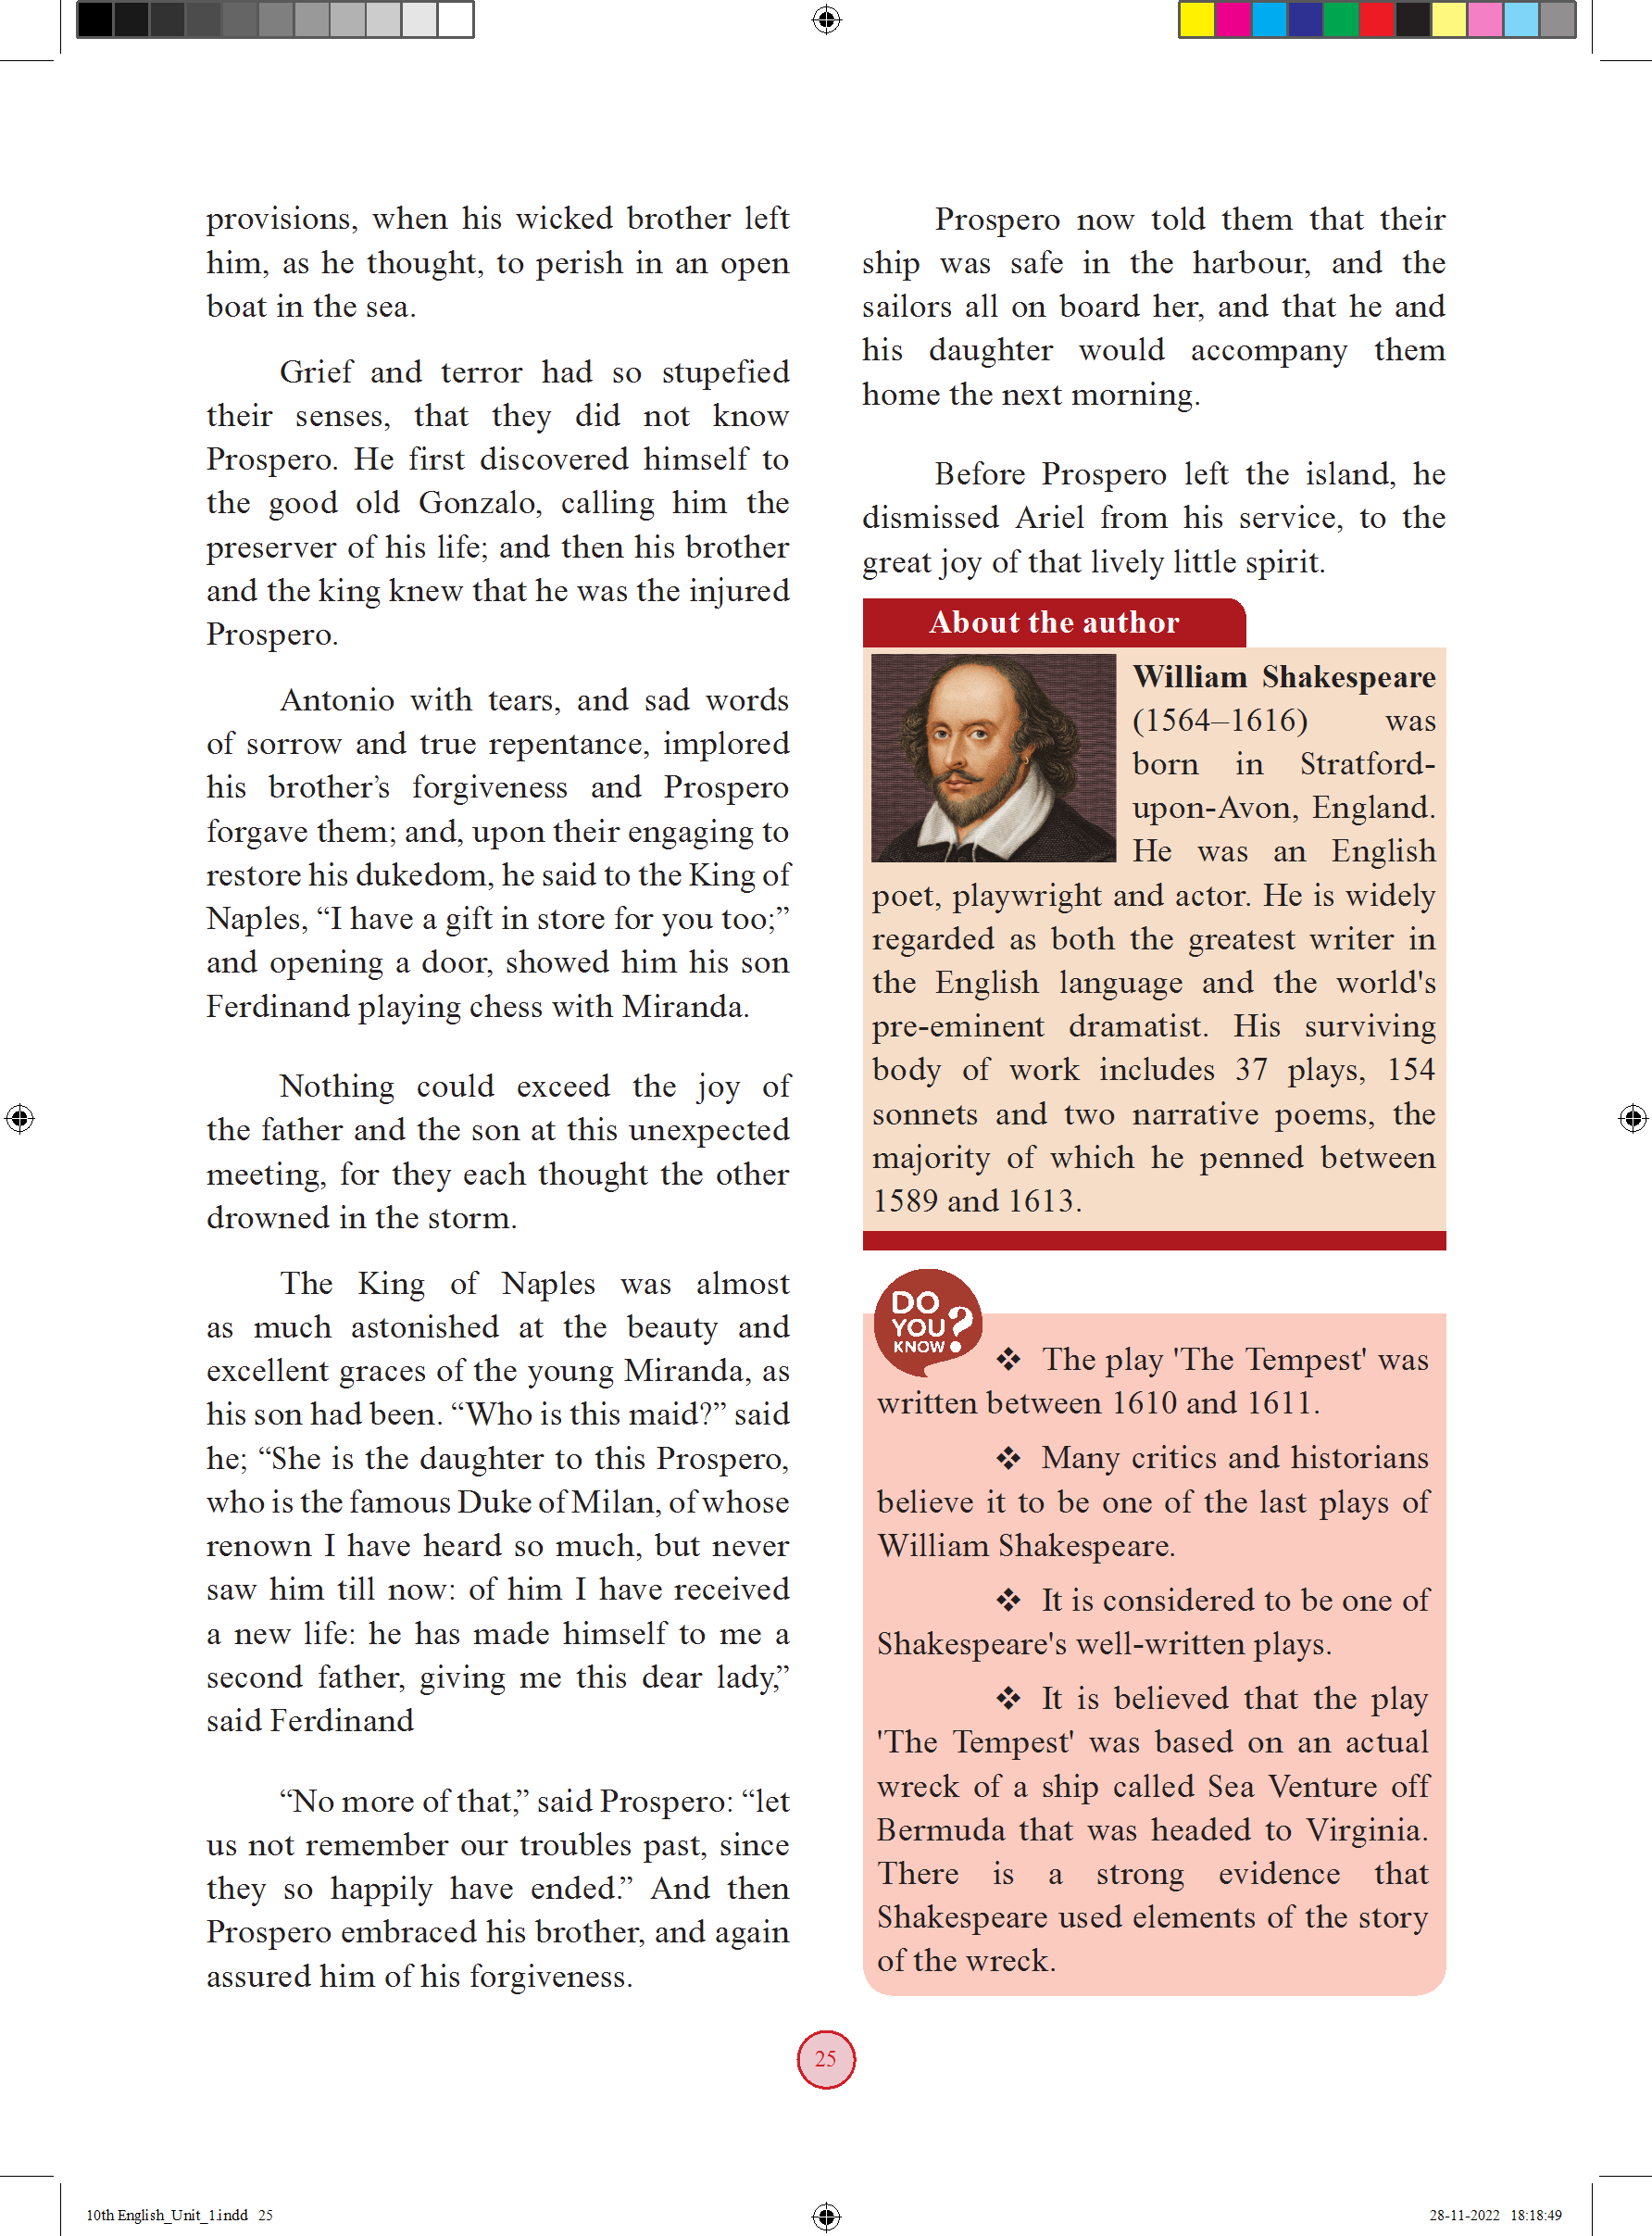 provisions, when his wicked brother left
him, as he thought, to perish in an open
boat in the sea.
Grief and terror had so stupefied
their senses, that they did not know
Prospero. He first discovered himself to
the good old Gonzalo, calling him the
preserver of his life; and then his brother
and the king knew that he was the injured
Prospero.
Antonio with tears, and sad words
of sorrow and true repentance, implored
his brother’s forgiveness and Prospero
forgave them; and, upon their engaging to
restore his dukedom, he said to the King of
Naples, “I have a gift in store for you too;”
and opening a door, showed him his son
Ferdinand playing chess with Miranda.
Nothing could exceed the joy of
the father and the son at this unexpected
meeting, for they each thought the other
drowned in the storm.
The King of Naples was almost
as much astonished at the beauty and
excellent graces of the young Miranda, as
his son had been. “Who is this maid?” said
he; “She is the daughter to this Prospero,
who is the famous Duke of Milan, of whose
renown I have heard so much, but never
saw him till now: of him I have received
a new life: he has made himself to me a
second father, giving me this dear lady,”
said Ferdinand
“No more of that,” said Prospero: “let
us not remember our troubles past, since
they so happily have ended.” And then
Prospero embraced his brother, and again
assured him of his forgiveness.
Prospero now told them that their
ship was safe in the harbour, and the
sailors all on board her, and that he and
his daughter would accompany them
home the next morning.
Before Prospero left the island, he
dismissed Ariel from his service, to the
great joy of that lively little spirit.
About the author
William Shakespeare
(1564–1616) was
born in Stratford-
upon-Avon, England.
He was an English
poet, playwright and actor. He is widely
regarded as both the greatest writer in
the English language and the world's
pre-eminent dramatist. His surviving
body of work includes 37 plays, 154
sonnets and two narrative poems, the
majority of which he penned between
1589 and 1613.
DO
YOU
KNOW ?
❖ The play 'The Tempest' was
written between 1610 and 1611.
❖ Many critics and historians
believe it to be one of the last plays of
William Shakespeare.
❖ It is considered to be one of
Shakespeare's well-written plays.
❖ It is believed that the play
'The Tempest' was based on an actual
wreck of a ship called Sea Venture off
Bermuda that was headed to Virginia.
There is a strong evidence that
Shakespeare used elements of the story
of the wreck.
25
10th English_Unit_1.indd 25
28-11-2022 18:18:49